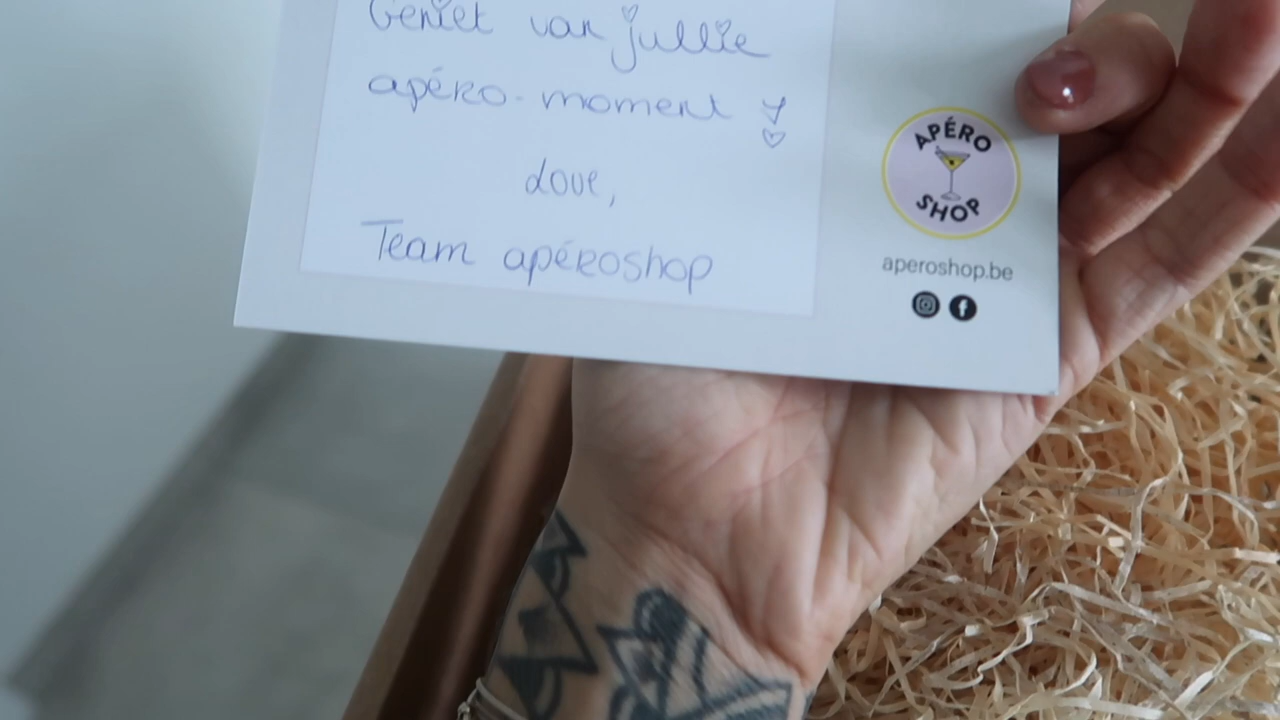 Geniet van jullie
apéro-moment!
Love,
Team apéroshop
APÉRO
SHOP
aperoshop.be